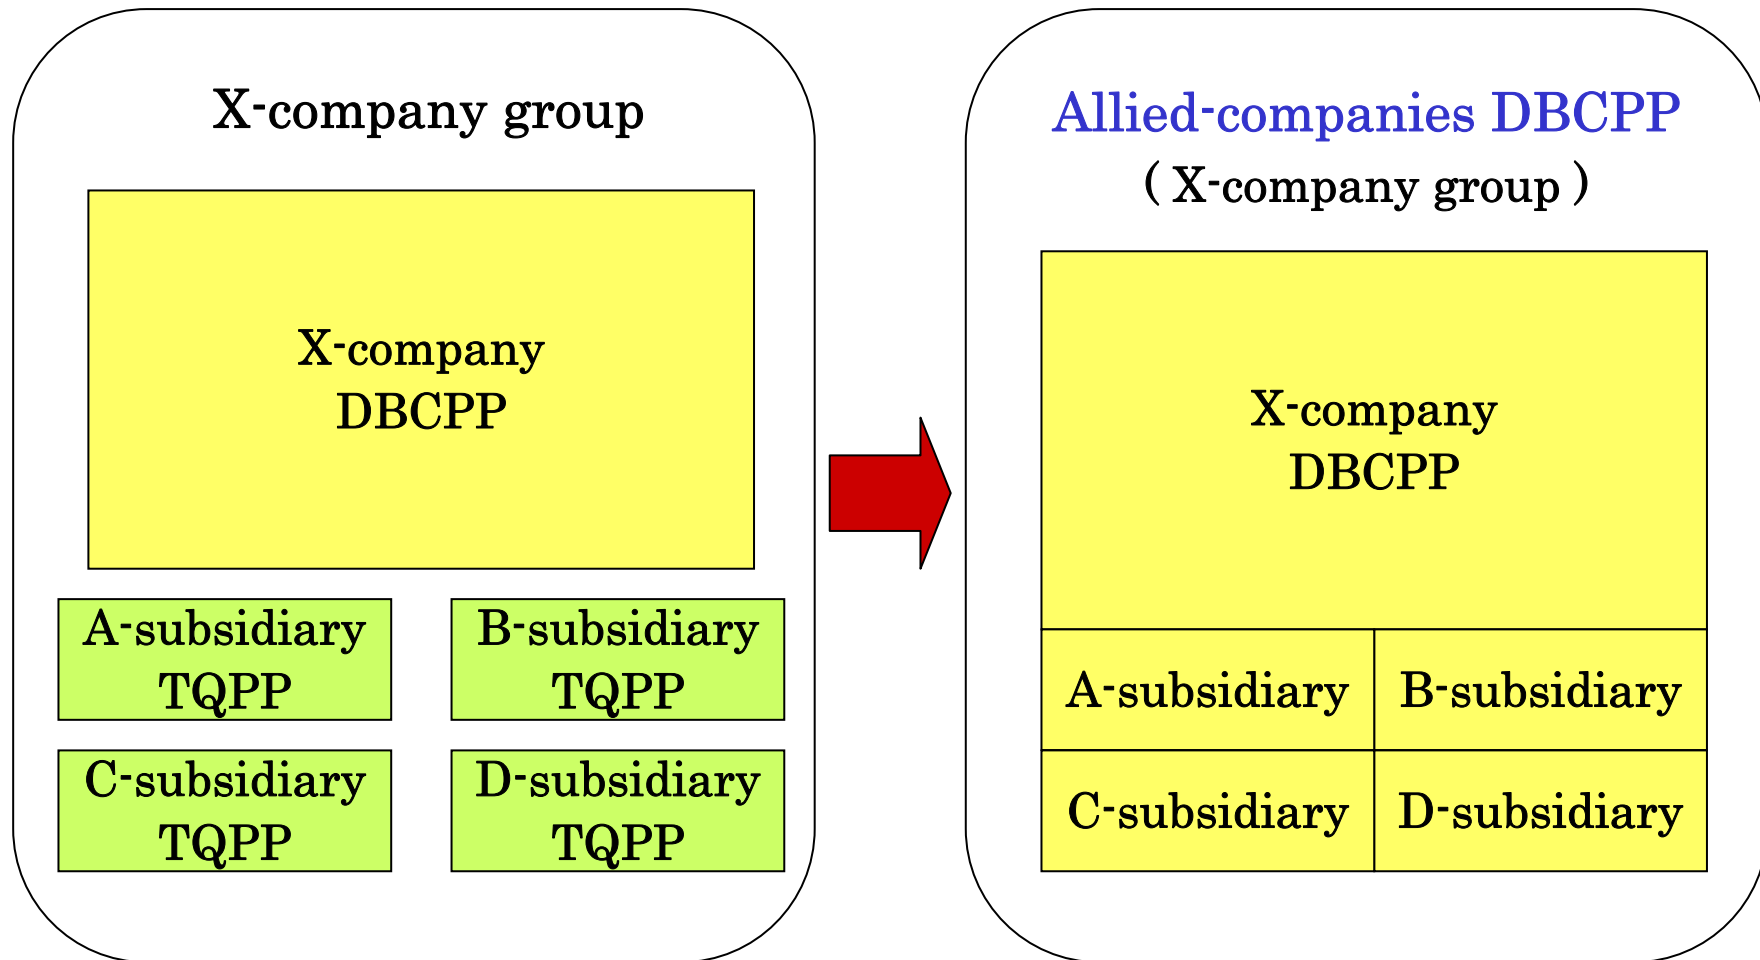 X-company group
X-company
DBCPP
A-subsidiary
TQPP
B-subsidiary
TQPP
C-subsidiary
TQPP
D-subsidiary
TQPP
Allied-companies DBCPP
( X-company group )
X-company
DBCPP
A-subsidiary
B-subsidiary
C-subsidiary
D-subsidiary